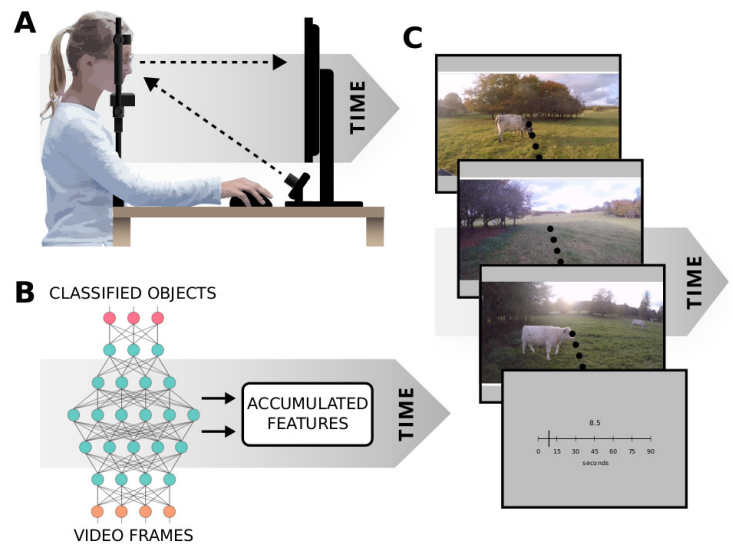 A
TIME
B
CLASSIFIED OBJECTS
ACCUMULATED
FEATURES
TIME
VIDEO FRAMES
C
TIME
8.5
0 15 30 45 60 75 90
seconds